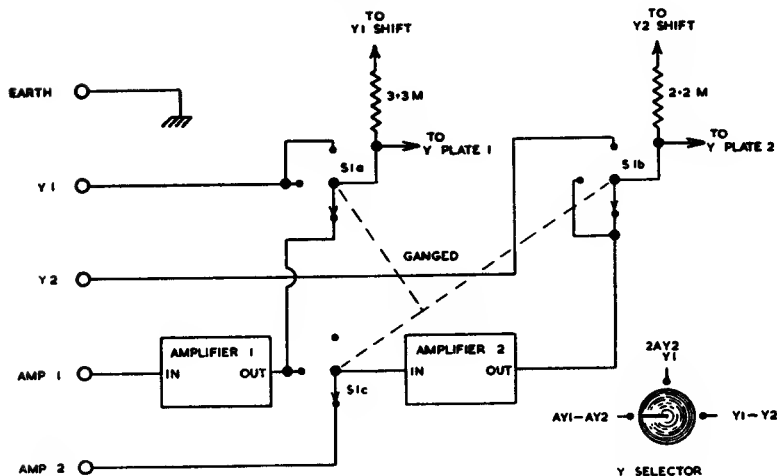 TO
Y1 SHIFT
TO
Y2 SHIFT
EARTH
3·3 M
2·2 M
TO
Y PLATE 1
TO
Y PLATE 2
S1a
S1b
Y 1
GANGED
Y 2
AMPLIFIER 1
AMPLIFIER 2
2AY2
Y1
AMP 1
IN
OUT
IN
OUT
S1c
AY1-AY2
Y1-Y2
AMP 2
Y SELECTOR